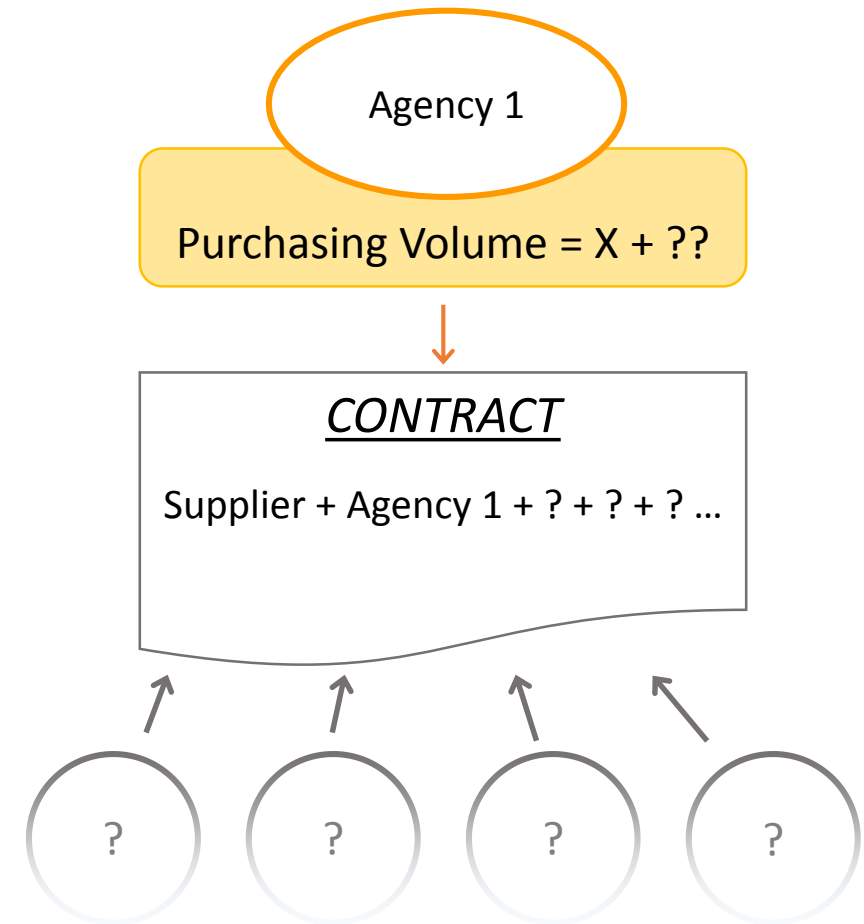 Agency 1
Purchasing Volume = X + ??
CONTRACT
Supplier + Agency 1 + ? + ? + ? …
? ? ? ?